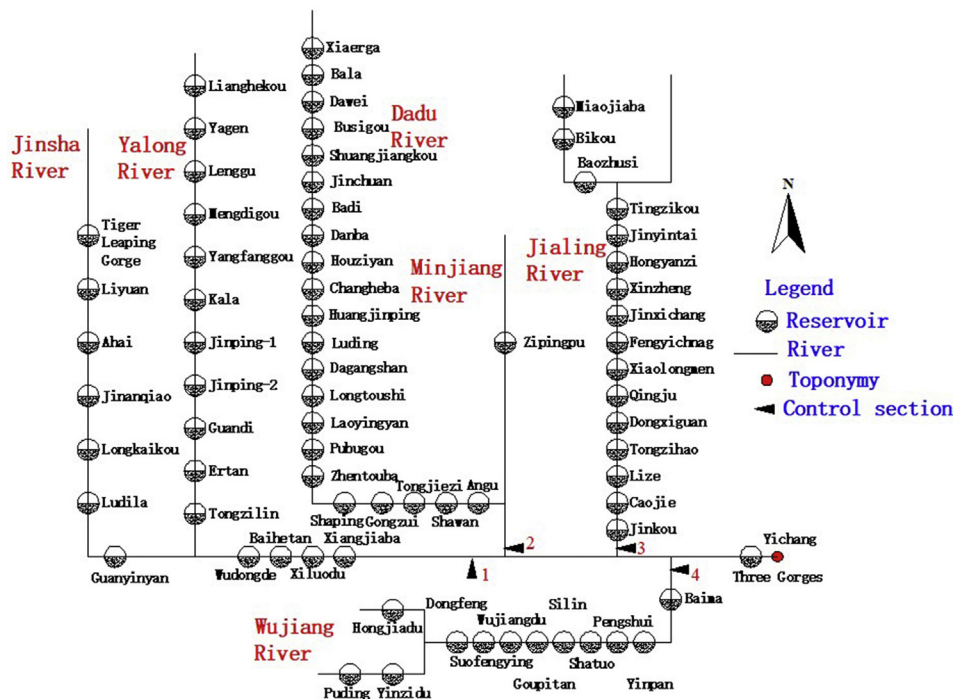 Jinsha
River
Tiger
Leaping
Gorge
Liyuan
Ahai
Jinanqiao
Longkaikou
Ludila
Guanyinyan
Yalong
River
Lianghekou
Yagen
Lenggu
Mengdigou
Yangfanggou
Kala
Jinping-1
Jinping-2
Guandi
Ertan
Tongzilin
Baihetan
Xiangjiaba
Wudongde
Xiluodu
Dadu
River
Xiaerga
Bala
Dawei
Busigou
Shuangjiangkou
Jinchuan
Badi
Danba
Houziyan
Changheba
Huangjinping
Luding
Dagangshan
Longtoushi
Laoyingyan
Pubugou
Zhentouba
Tongjiezi
Angu
Shaping
Gongzui
Shawan
Minjiang
River
Zipingpu
Jialing
River
Miaojiaba
Bikou
Baozhusi
Tingzikou
Jinyintai
Hongyanzi
Xinzheng
Jinxichang
Fengyichnag
Xiaolongmen
Qingju
Dongxiguan
Tongzihao
Lize
Caojie
Jinkou
1
2
3
4
Yichang
Three Gorges
Baima
Wujiang
River
Dongfeng
Hongjiadu
Silin
Wujiangdu
Pengshui
Suofengying
Shatuo
Goupitan
Yinpan
Puding
Yinzidu
N
Legend
Reservoir
River
Toponymy
Control section